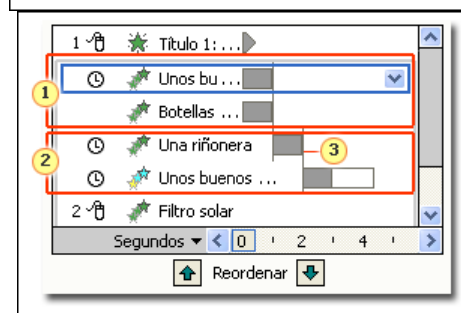 1 Título 1: ...
Unos bu ...
1
Botellas ...
Una riñonera
3
2
Unos buenos ...
2 Filtro solar
Segundos 0 2 4
Reordenar